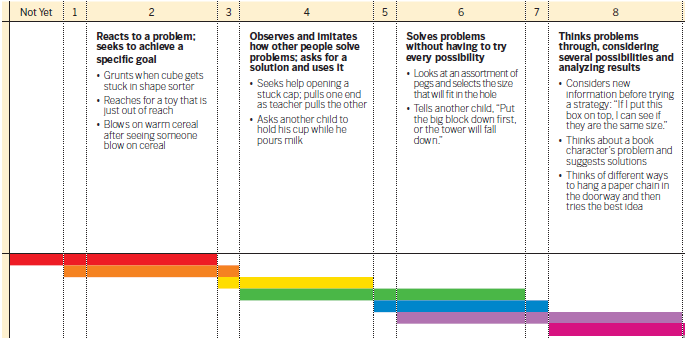 Not Yet 1 2 3 4 5 6 7 8
Reacts to a problem;
seeks to achieve a
specific goal
• Grunts when cube gets
stuck in shape sorter
• Reaches for a toy that is
just out of reach
• Blows on warm cereal
after seeing someone
blow on cereal
Observes and imitates
how other people solve
problems; asks for a
solution and uses it
• Seeks help opening a
stuck cap; pulls one end
as teacher pulls the other
• Asks another child to
hold his cup while he
pours milk
Solves problems
without having to try
every possibility
• Looks at an assortment of
pegs and selects the size
that will fit in the hole
• Tells another child, “Put
the big block down first,
or the tower will fall
down.”
Thinks problems
through, considering
several possibilities and
analyzing results
• Considers new
information before trying
a strategy: “If I put this
box on top, I can see if
they are the same size.”
• Thinks about a book
character’s problem and
suggests solutions
• Thinks of different ways
to hang a paper chain in
the doorway and then
tries the best idea